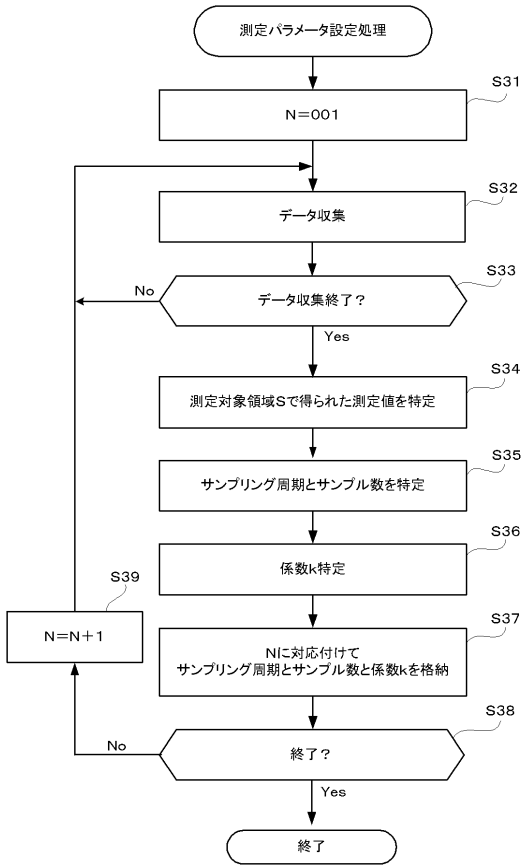 測定パラメータ設定処理
S31
N=001
S32
データ収集
S33
データ収集終了?
No
Yes
S34
測定対象領域Sで得られた測定値を特定
S35
サンプリング周期とサンプル数を特定
S36
係数k特定
S37
Nに対応付けて
サンプリング周期とサンプル数と係数kを格納
S39
N=N+1
S38
終了?
No
Yes
終了